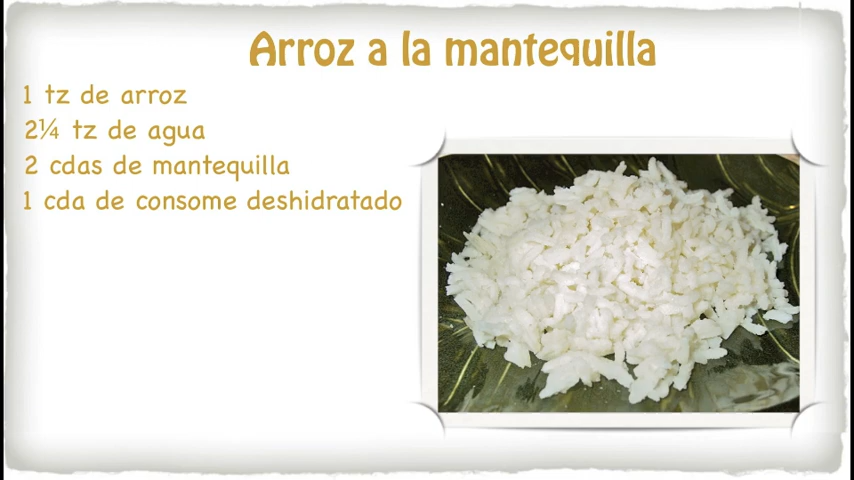 Arroz a la mantequilla
1 tz de arroz
2¼ tz de agua
2 cdas de mantequilla
1 cda de consome deshidratado